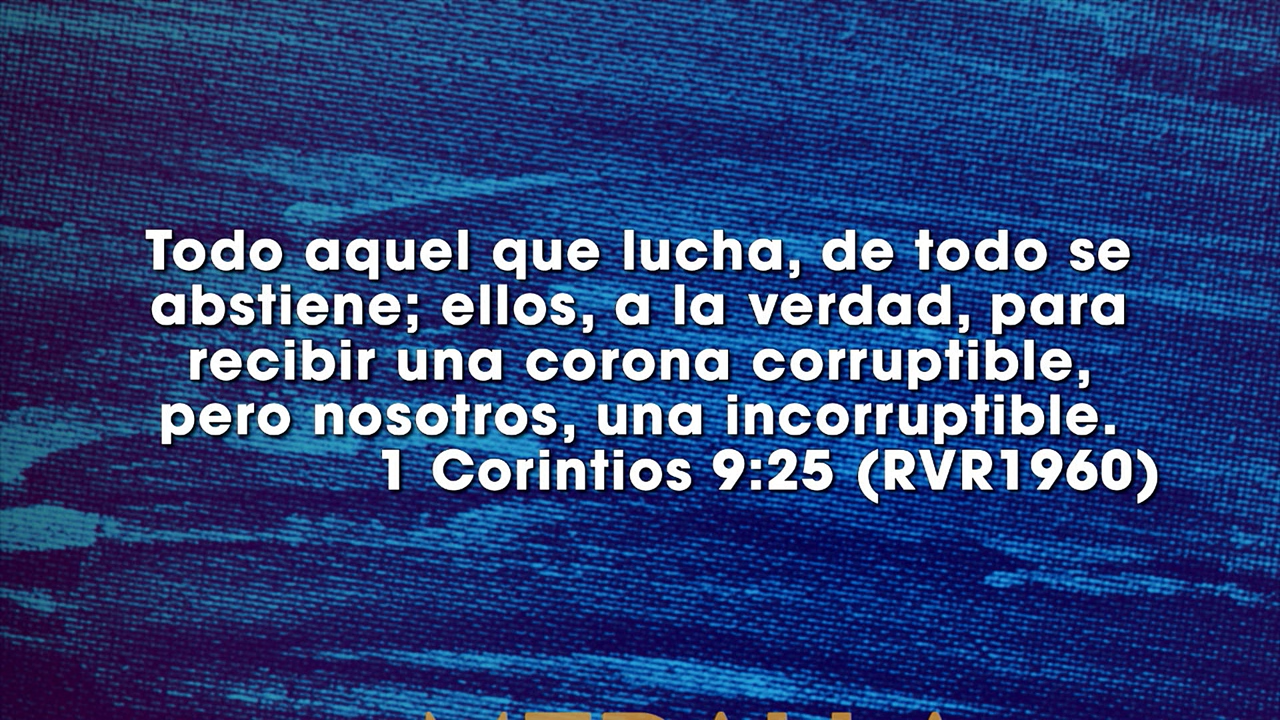 Todo aquel que lucha, de todo se
abstiene; ellos, a la verdad, para
recibir una corona corruptible,
pero nosotros, una incorruptible.
1 Corintios 9:25 (RVR1960)